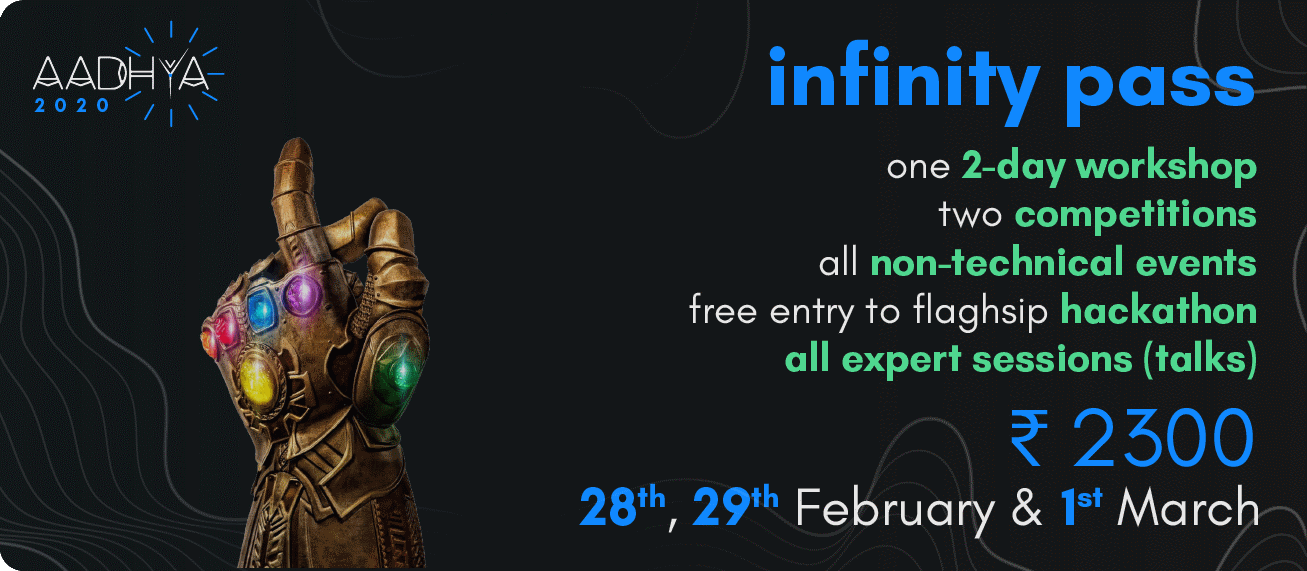 AADHYA
2020
infinity pass
one 2-day workshop
two competitions
all non-technical events
free entry to flaghsip hackathon
all expert sessions (talks)
₹ 2300
28th, 29th February & 1st March